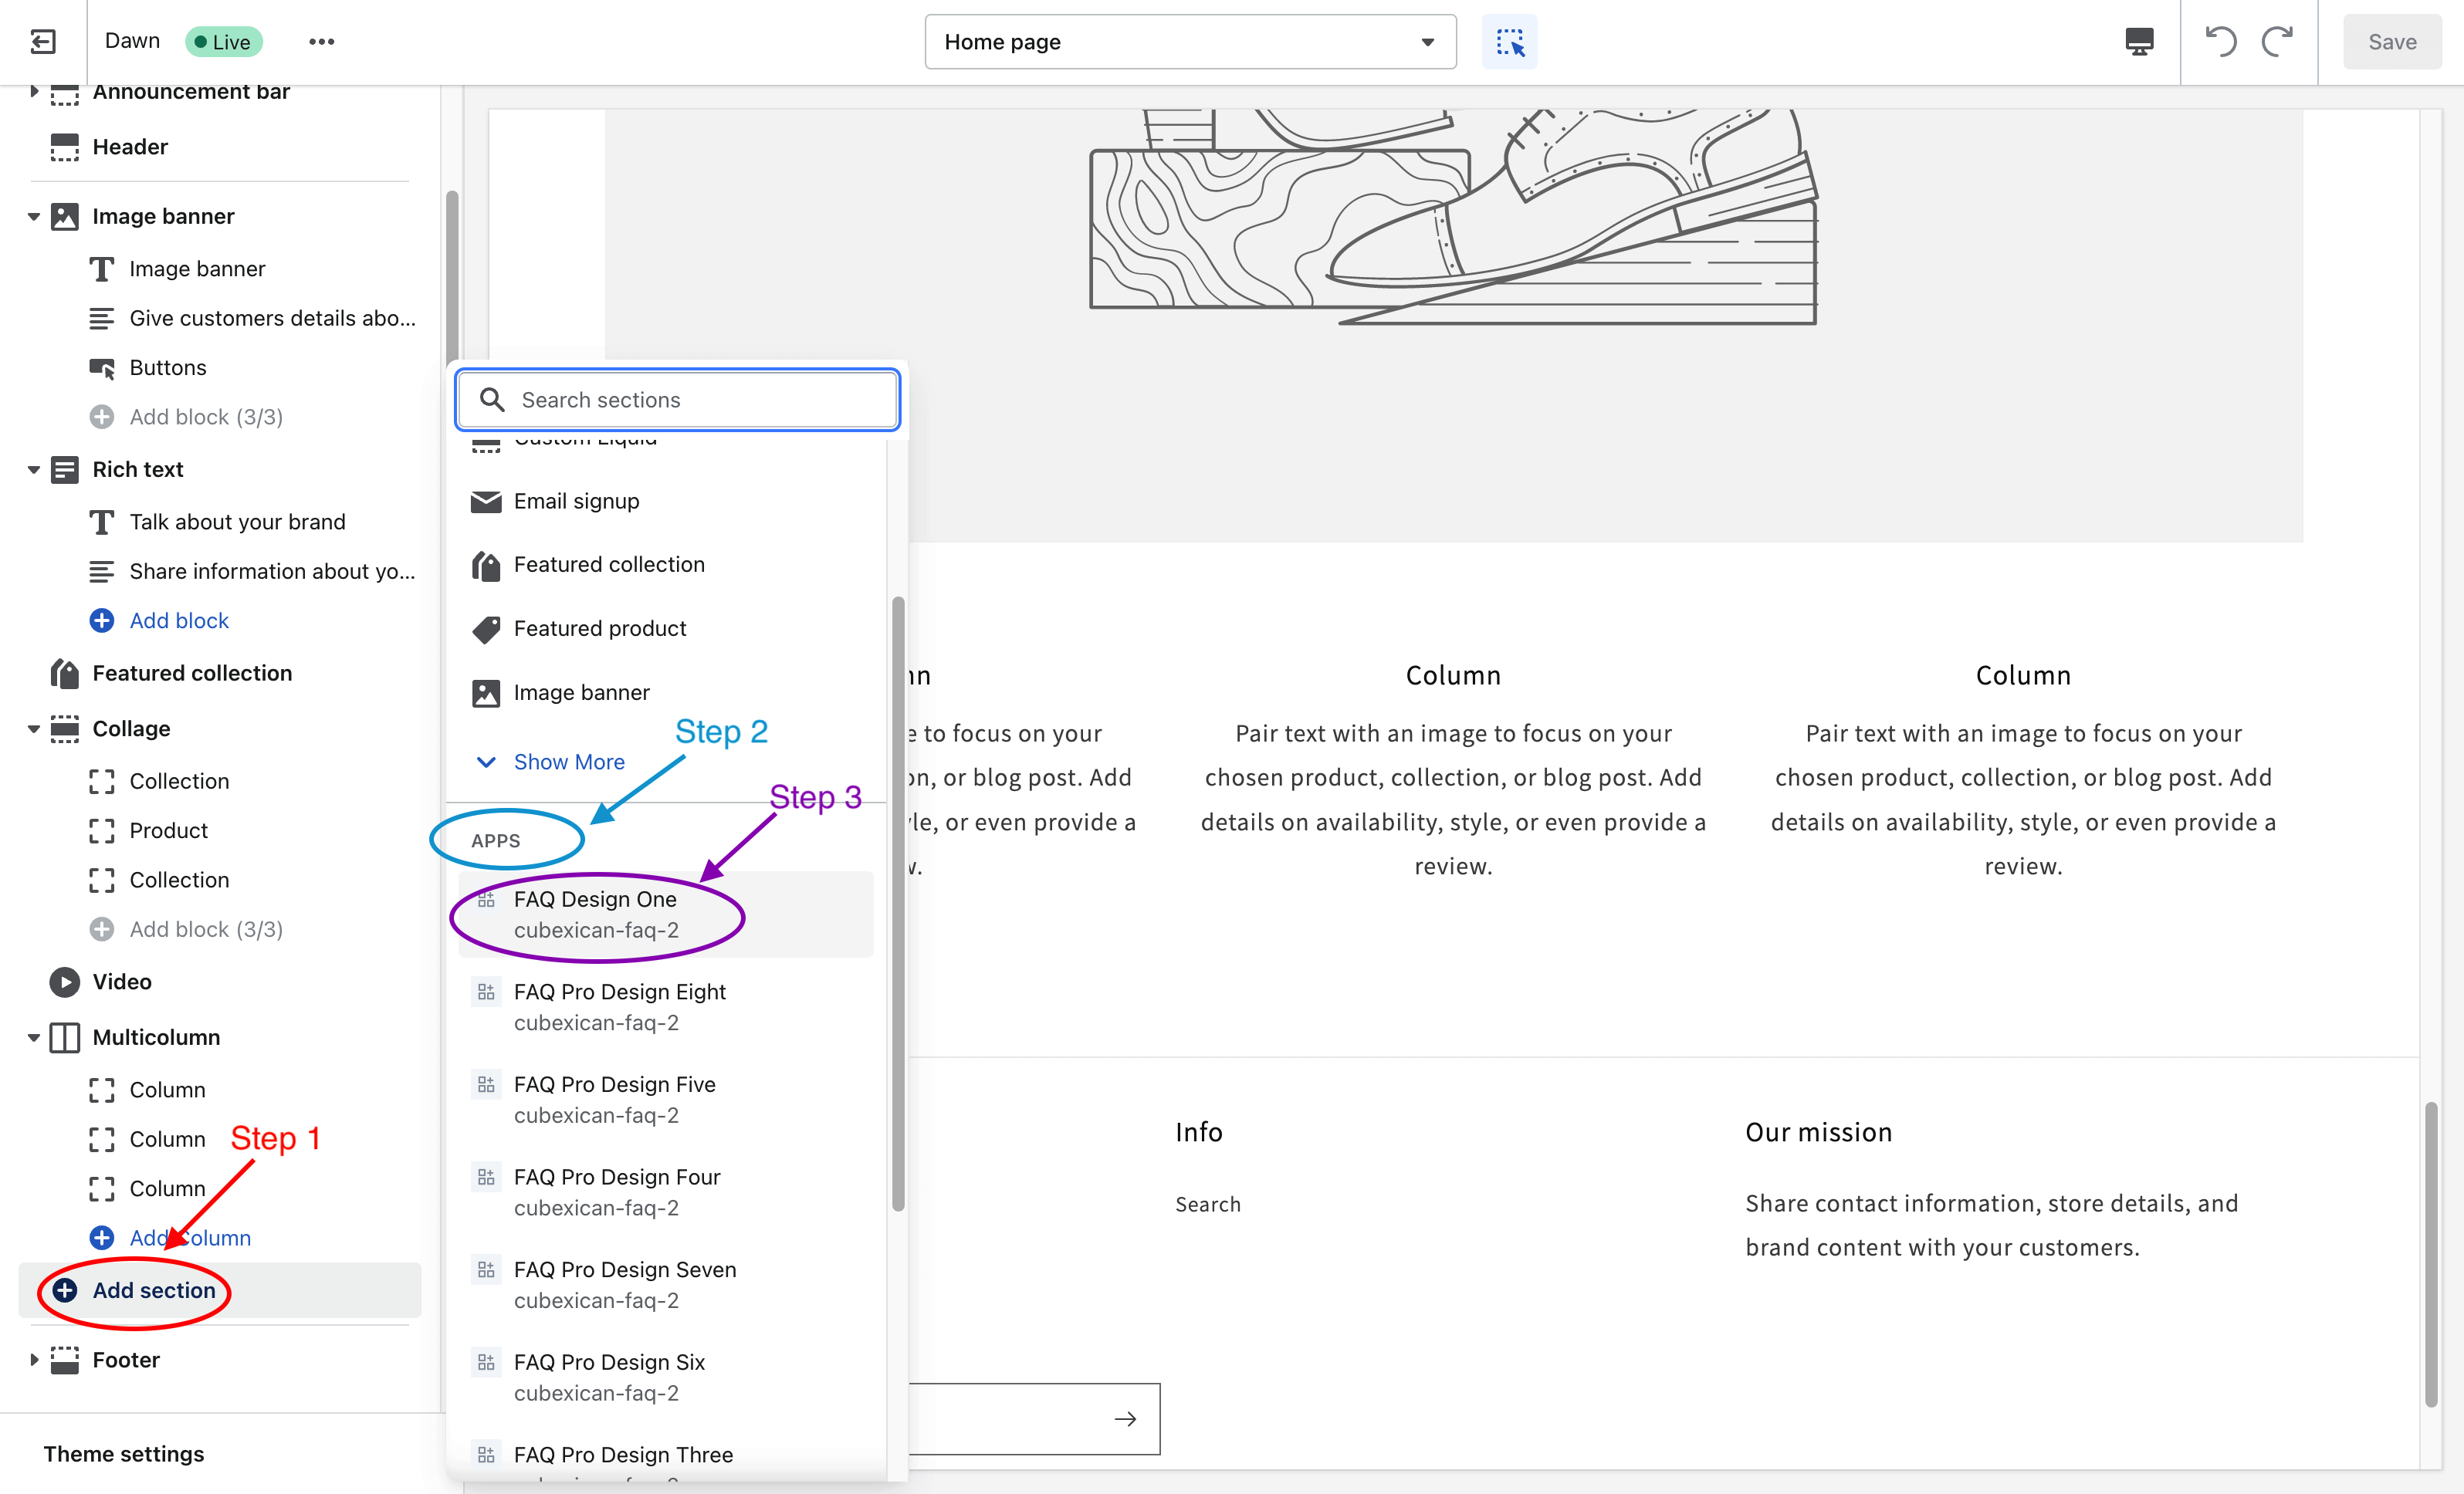 Dawn
Live
Home page
Save
Announcement bar
Header
Image banner
Image banner
Give customers details abo...
Buttons
Add block (3/3)
Rich text
Talk about your brand
Share information about yo...
Add block
Featured collection
Collage
Collection
Product
Collection
Add block (3/3)
Video
Multicolumn
Column
Column
Step 1
Column
Add Column
Add section
Footer
Theme settings
Search sections
Custom Liquid
Email signup
Featured collection
Featured product
Image banner
Step 2
Show More
Step 3
APPS
FAQ Design One
cubexican-faq-2
FAQ Pro Design Eight
cubexican-faq-2
FAQ Pro Design Five
cubexican-faq-2
FAQ Pro Design Four
cubexican-faq-2
FAQ Pro Design Seven
cubexican-faq-2
FAQ Pro Design Six
cubexican-faq-2
FAQ Pro Design Three
e to focus on your
on, or blog post. Add
yle, or even provide a
Column
Pair text with an image to focus on your
chosen product, collection, or blog post. Add
details on availability, style, or even provide a
review.
Column
Pair text with an image to focus on your
chosen product, collection, or blog post. Add
details on availability, style, or even provide a
review.
Info
Search
Our mission
Share contact information, store details, and
brand content with your customers.